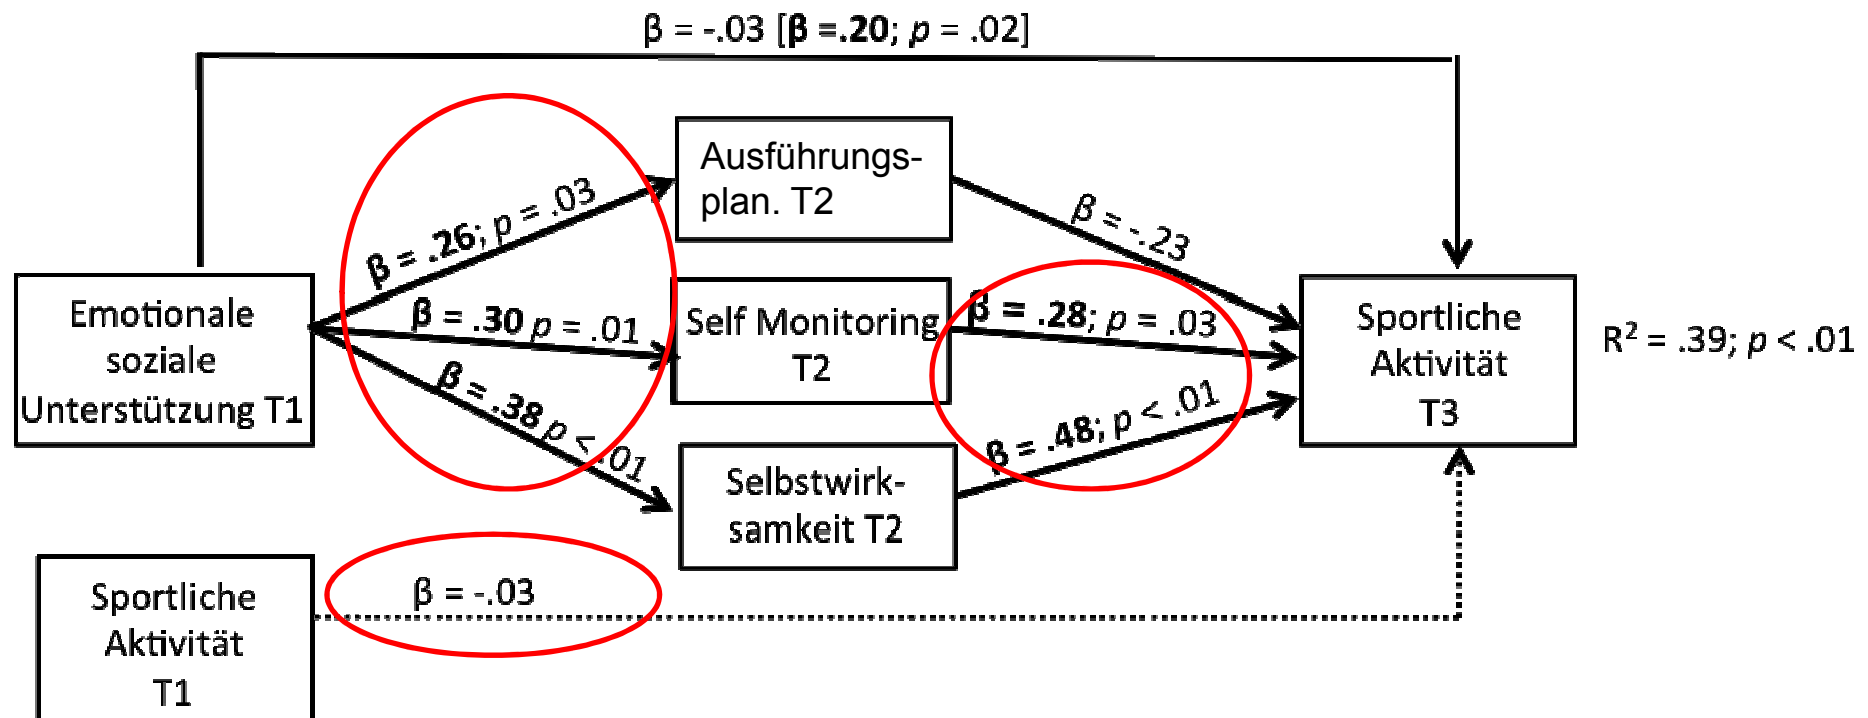 β = -.03 [β =.20; p = .02]
Ausführungs-
plan. T2
β = .26; p = .03
β = -.23
Emotionale
soziale
Unterstützung T1
β = .30 p = .01
Self Monitoring
T2
β = .28; p = .03
Sportliche
Aktivität
T3
R² = .39; p < .01
β = .38 p < .01
β = .48; p < .01
Selbstwirk-
samkeit T2
β = -.03
Sportliche
Aktivität
T1